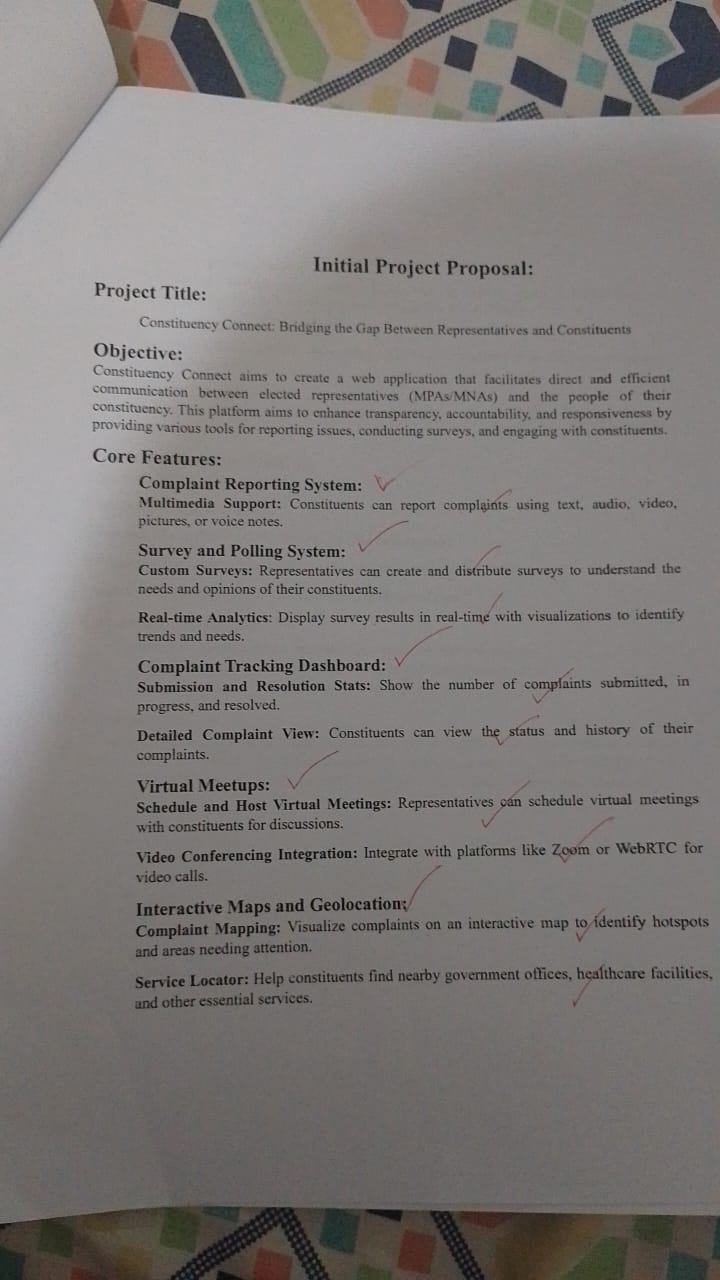 Initial Project Proposal:
Project Title:
Constituency Connect: Bridging the Gap Between Representatives and Constituents
Objective:
Constituency Connect aims to create a web application that facilitates direct and efficient
communication between elected representatives (MPAs/MNAs) and the people of their
constituency. This platform aims to enhance transparency, accountability, and responsiveness by
providing various tools for reporting issues, conducting surveys, and engaging with constituents.
Core Features:
Complaint Reporting System:
Multimedia Support: Constituents can report complaints using text, audio, video,
pictures, or voice notes.
Survey and Polling System:
Custom Surveys: Representatives can create and distribute surveys to understand the
needs and opinions of their constituents.
Real-time Analytics: Display survey results in real-time with visualizations to identify
trends and needs.
Complaint Tracking Dashboard:
Submission and Resolution Stats: Show the number of complaints submitted, in
progress, and resolved.
Detailed Complaint View: Constituents can view the status and history of their
complaints.
Virtual Meetups:
Schedule and Host Virtual Meetings: Representatives can schedule virtual meetings
with constituents for discussions.
Video Conferencing Integration: Integrate with platforms like Zoom or WebRTC for
video calls.
Interactive Maps and Geolocation:
Complaint Mapping: Visualize complaints on an interactive map to identify hotspots
and areas needing attention.
Service Locator: Help constituents find nearby government offices, healthcare facilities,
and other essential services.